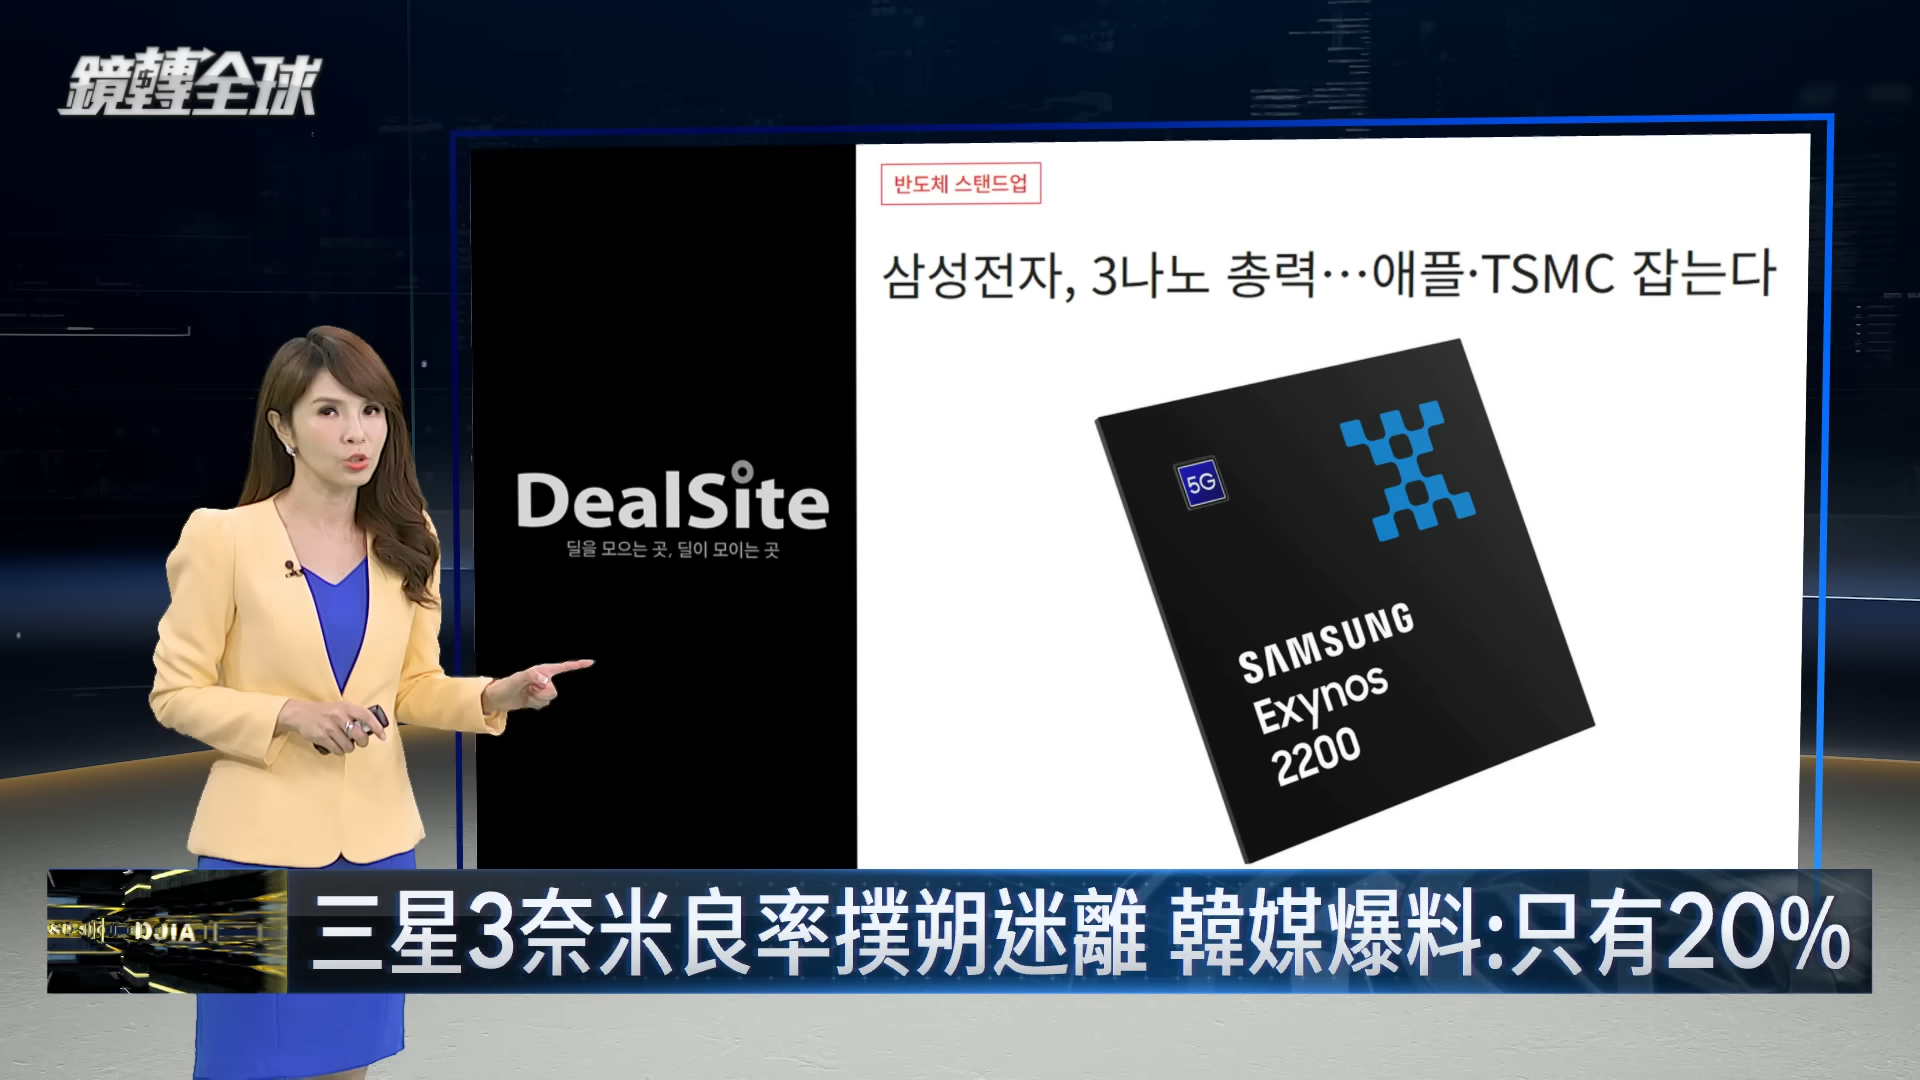 鏡轉全球
반도체 스탠드업
삼성전자, 3나노 총력…애플·TSMC 잡는다
DealSite
딜을 모으는 곳, 딜이 모이는 곳
5G
SAMSUNG
Exynos
2200
DJIA
三星3奈米良率撲朔迷離 韓媒爆料:只有20%